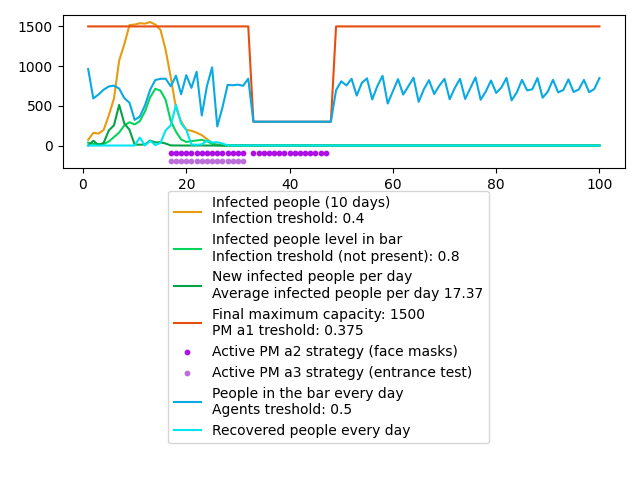 1500
1000
500
0
0
20
40
60
80
100
Infected people (10 days)
Infection treshold: 0.4
Infected people level in bar
Infection treshold (not present): 0.8
New infected people per day
Average infected people per day 17.37
Final maximum capacity: 1500
PM a1 treshold: 0.375
Active PM a2 strategy (face masks)
Active PM a3 strategy (entrance test)
People in the bar every day
Agents treshold: 0.5
Recovered people every day